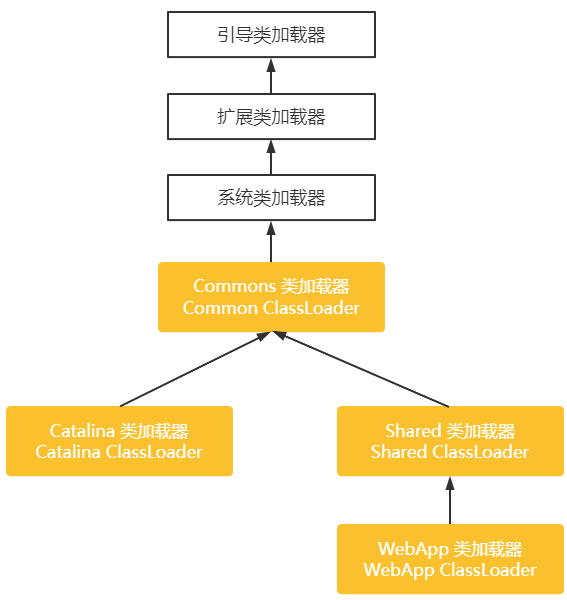 引导类加载器
扩展类加载器
系统类加载器
Commons 类加载器
Common ClassLoader
Catalina 类加载器
Catalina ClassLoader
Shared 类加载器
Shared ClassLoader
WebApp 类加载器
WebApp ClassLoader